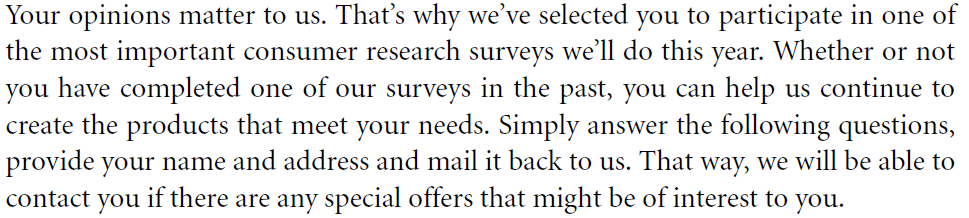 Your opinions matter to us. That’s why we’ve selected you to participate in one of
the most important consumer research surveys we’ll do this year. Whether or not
you have completed one of our surveys in the past, you can help us continue to
create the products that meet your needs. Simply answer the following questions,
provide your name and address and mail it back to us. That way, we will be able to
contact you if there are any special offers that might be of interest to you.